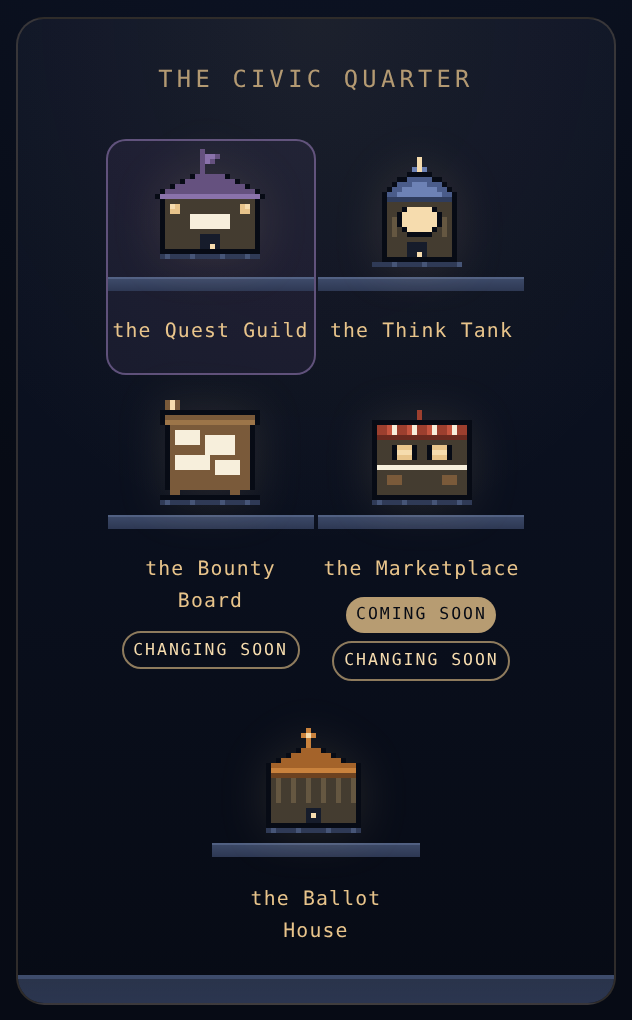 THE CIVIC QUARTER
the Quest Guild
the Think Tank
the Bounty
Board
CHANGING SOON
the Marketplace
COMING SOON
CHANGING SOON
the Ballot
House